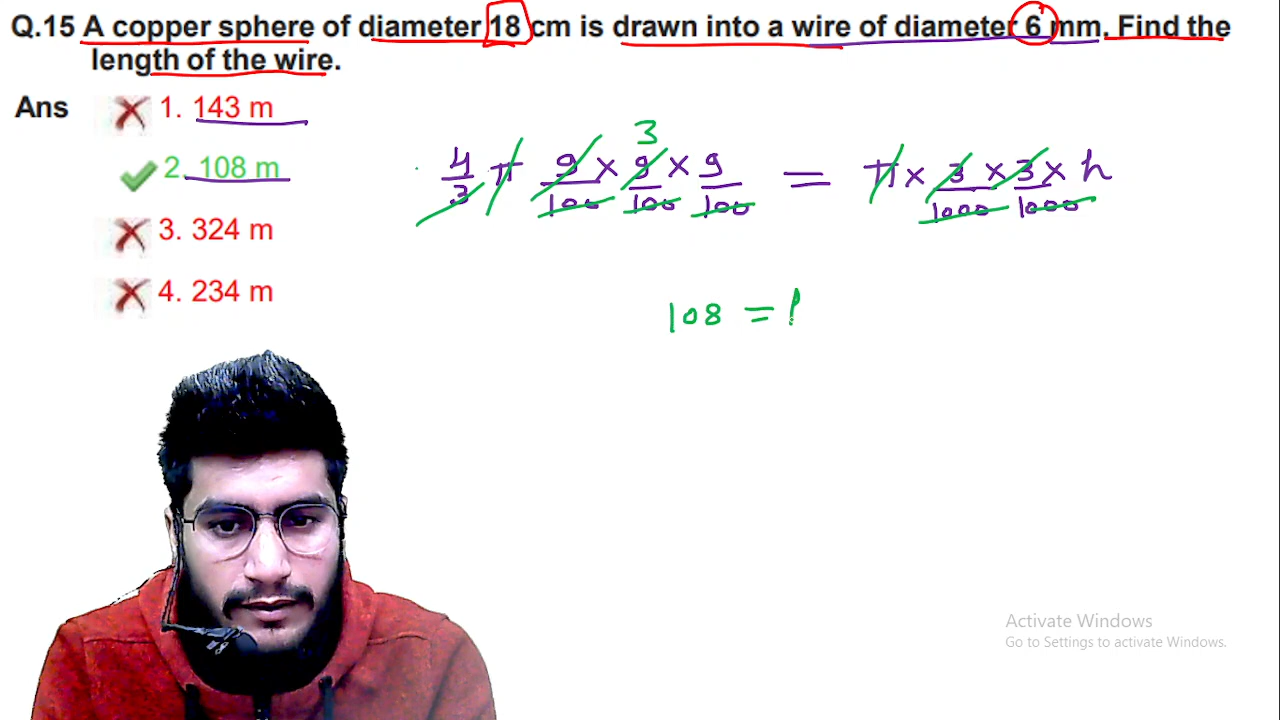 Q.15 A copper sphere of diameter 18 cm is drawn into a wire of diameter 6 mm. Find the
length of the wire.
Ans 1. 143 m
2. 108 m
3. 324 m
4. 234 m
3
4/3 π 9/100 × 9/100 × 9/100 = π × 3/1000 × 3/1000 × h
108 =
Activate Windows
Go to Settings to activate Windows.